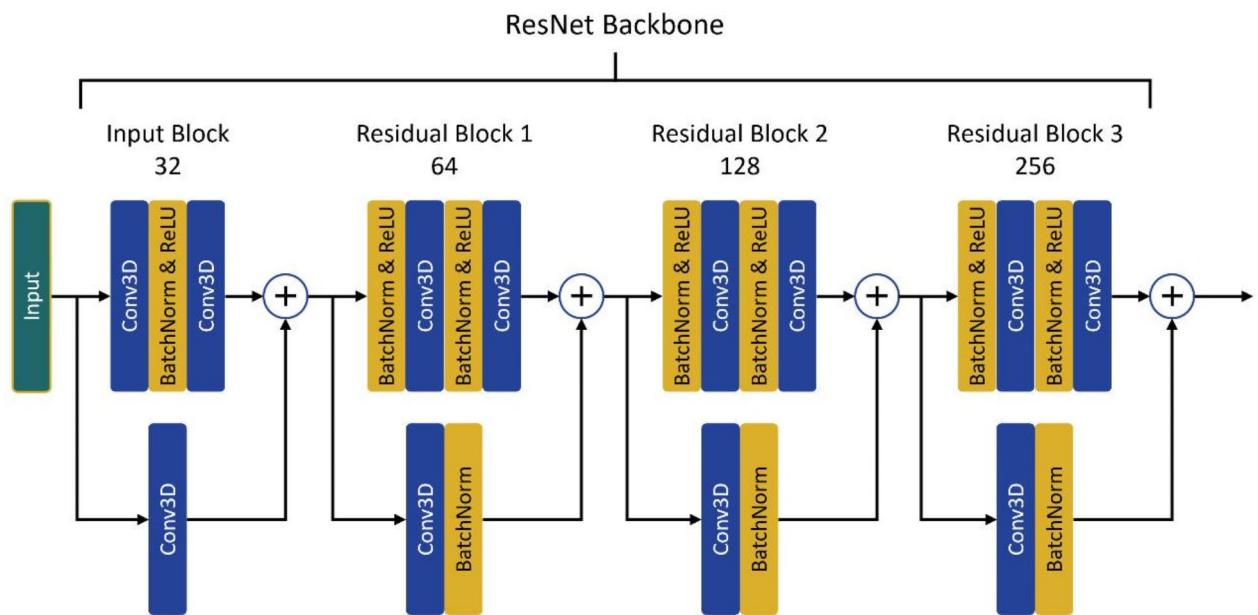 ResNet Backbone
Input Block
32
Residual Block 1
64
Residual Block 2
128
Residual Block 3
256
Input
Conv3D
BatchNorm & ReLU
Conv3D
+
BatchNorm & ReLU
Conv3D
BatchNorm & ReLU
Conv3D
+
BatchNorm & ReLU
Conv3D
BatchNorm & ReLU
Conv3D
+
BatchNorm & ReLU
Conv3D
BatchNorm & ReLU
Conv3D
+
Conv3D
Conv3D
BatchNorm
Conv3D
BatchNorm
Conv3D
BatchNorm